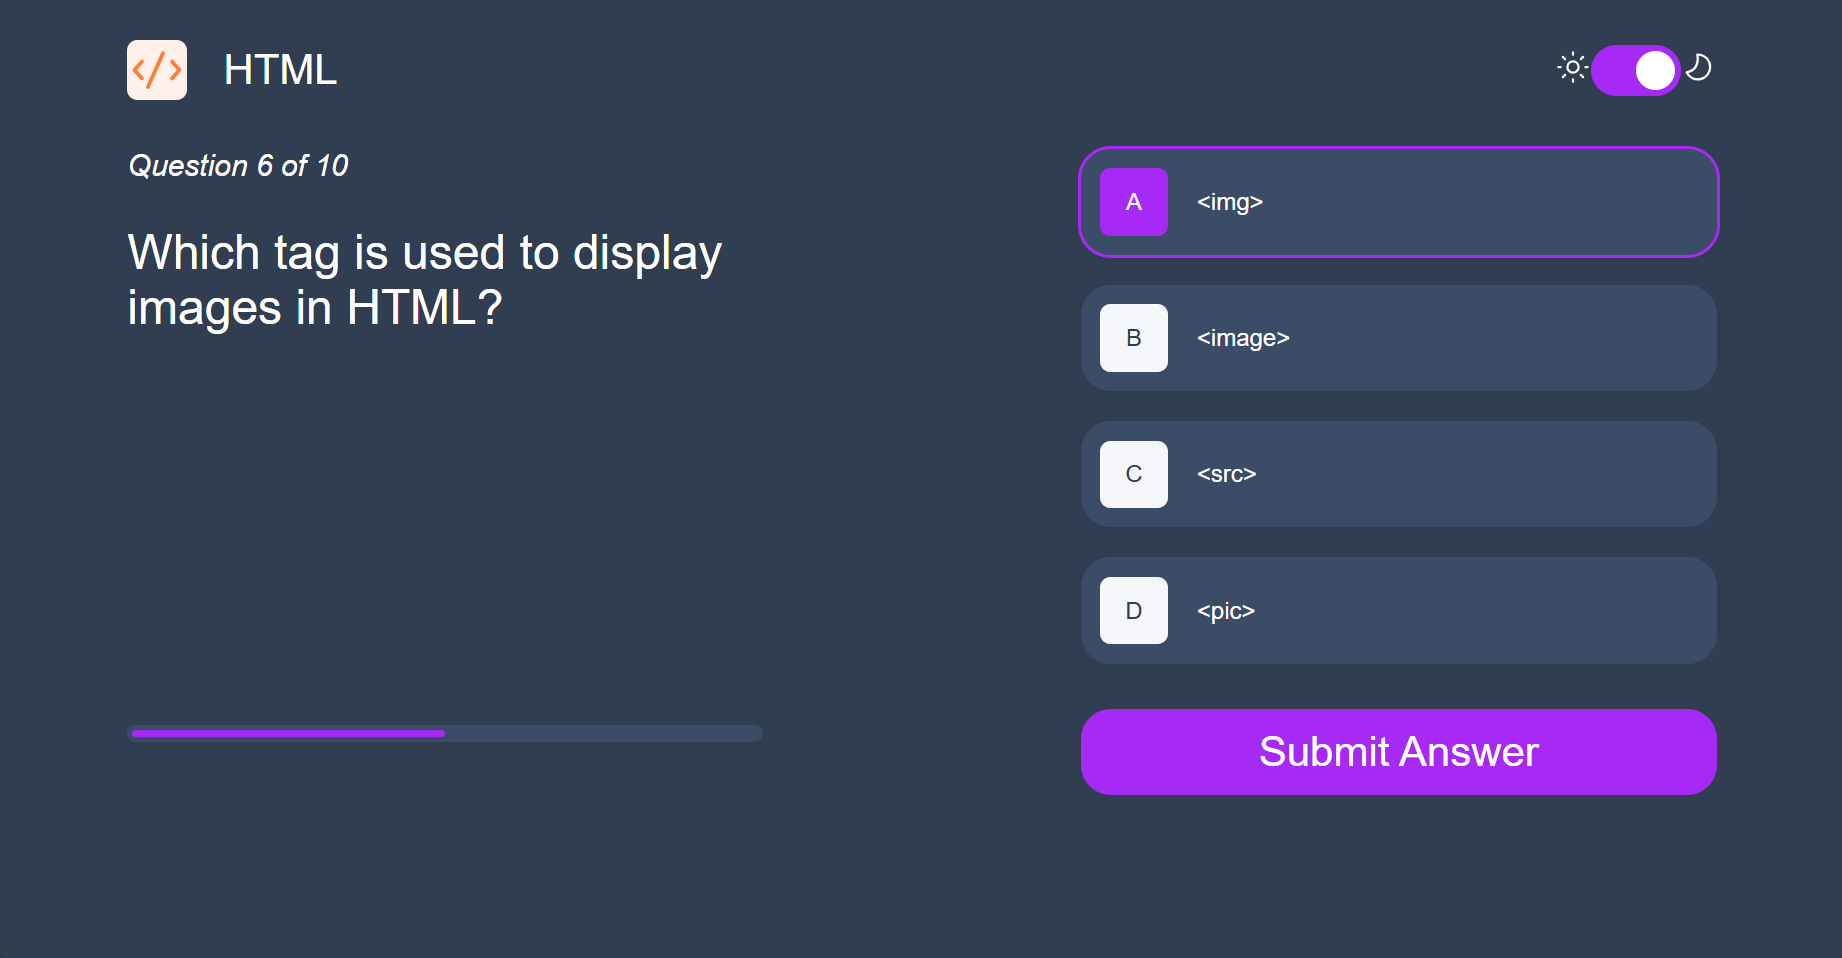 HTML
Question 6 of 10
Which tag is used to display
images in HTML?
A <img>
B <image>
C <src>
D <pic>
Submit Answer